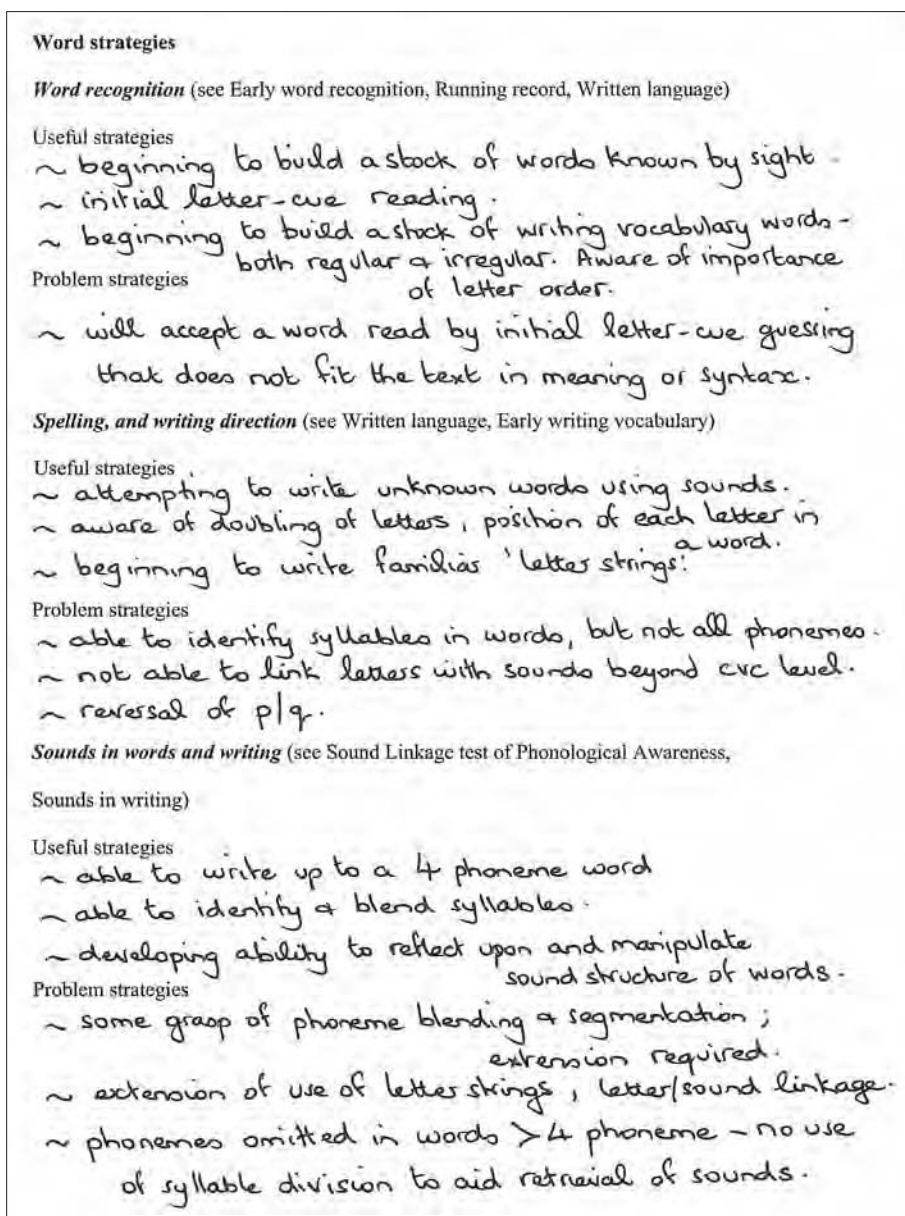 Word strategies
Word recognition (see Early word recognition, Running record, Written language)
Useful strategies
~ beginning to build a stock of words known by sight.
~ initial letter-cue reading.
~ beginning to build a stock of writing vocabulary words -
both regular & irregular. Aware of importance
of letter order.
Problem strategies
~ will accept a word read by initial letter-cue guessing
that does not fit the text in meaning or syntax.
Spelling, and writing direction (see Written language, Early writing vocabulary)
Useful strategies
~ attempting to write unknown words using sounds.
~ aware of doubling of letters, position of each letter in
a word.
~ beginning to write familiar 'letter strings'.
Problem strategies
~ able to identify syllables in words, but not all phonemes.
~ not able to link letters with sounds beyond cvc level.
~ reversal of p/q.
Sounds in words and writing (see Sound Linkage test of Phonological Awareness,
Sounds in writing)
Useful strategies
~ able to write up to a 4 phoneme word
~ able to identify & blend syllables.
~ developing ability to reflect upon and manipulate
sound structure of words.
Problem strategies
~ some grasp of phoneme blending & segmentation;
extension required.
~ extension of use of letter strings, letter/sound linkage.
~ phonemes omitted in words >4 phoneme - no use
of syllable division to aid retrieval of sounds.